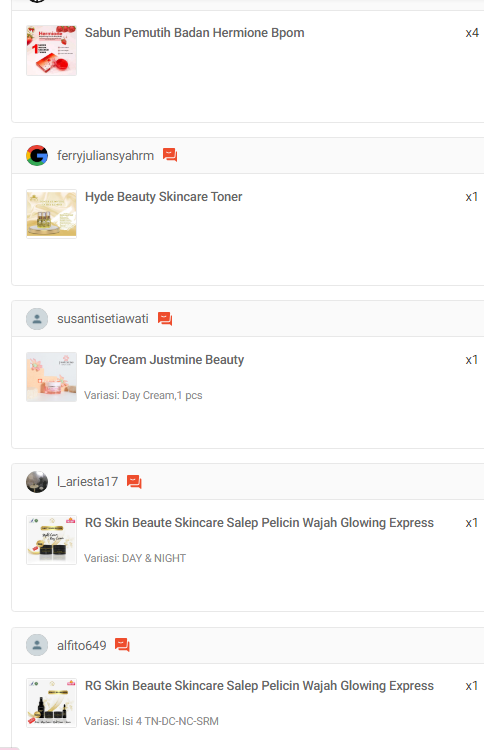 Hermione
Sabun Pemutih Badan Hermione Bpom
x4
ferryjuliansyahrm
Hyde Beauty Skincare Toner
x1
susantisetiawati
Day Cream Justmine Beauty
x1
Variasi: Day Cream,1 pcs
l_ariesta17
RG Skin Beaute Skincare Salep Pelicin Wajah Glowing Express
x1
Variasi: DAY & NIGHT
alfito649
RG Skin Beaute Skincare Salep Pelicin Wajah Glowing Express
x1
Variasi: Isi 4 TN-DC-NC-SRM